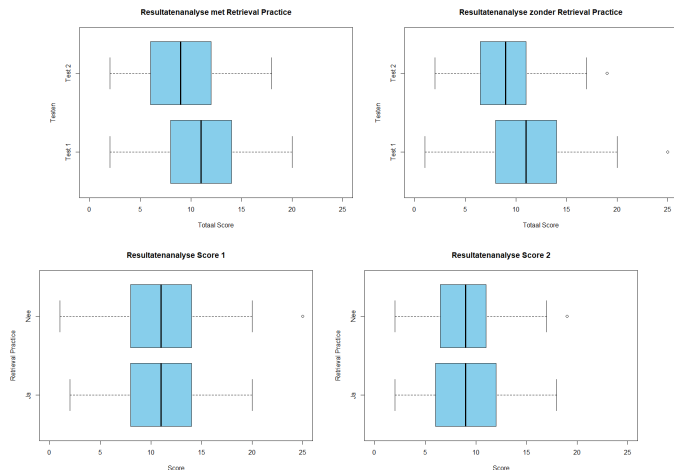 Resultatenanalyse met Retrieval Practice
Test 2
Testen
Test 1
0 5 10 15 20 25
Totaal Score
Resultatenanalyse zonder Retrieval Practice
Test 2
Testen
Test 1
0 5 10 15 20 25
Totaal Score
Resultatenanalyse Score 1
Nee
Retrieval Practice
Ja
0 5 10 15 20 25
Score
Resultatenanalyse Score 2
Nee
Retrieval Practice
Ja
0 5 10 15 20 25
Score